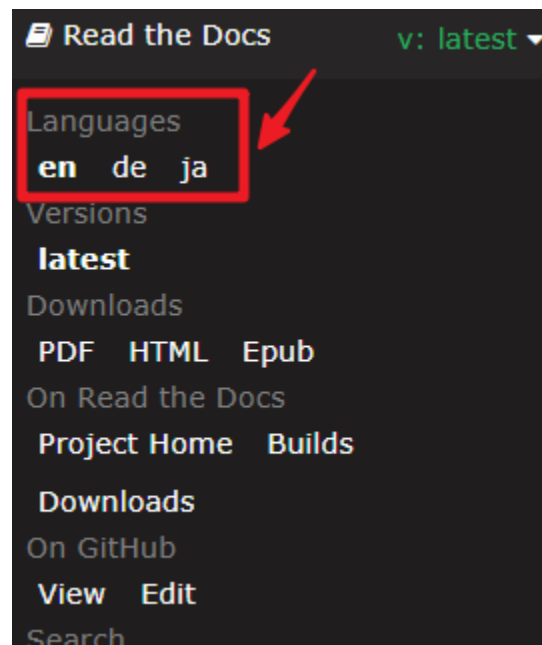 Read the Docs v: latest
Languages
en de ja
Versions
latest
Downloads
PDF HTML Epub
On Read the Docs
Project Home Builds
Downloads
On GitHub
View Edit
Search